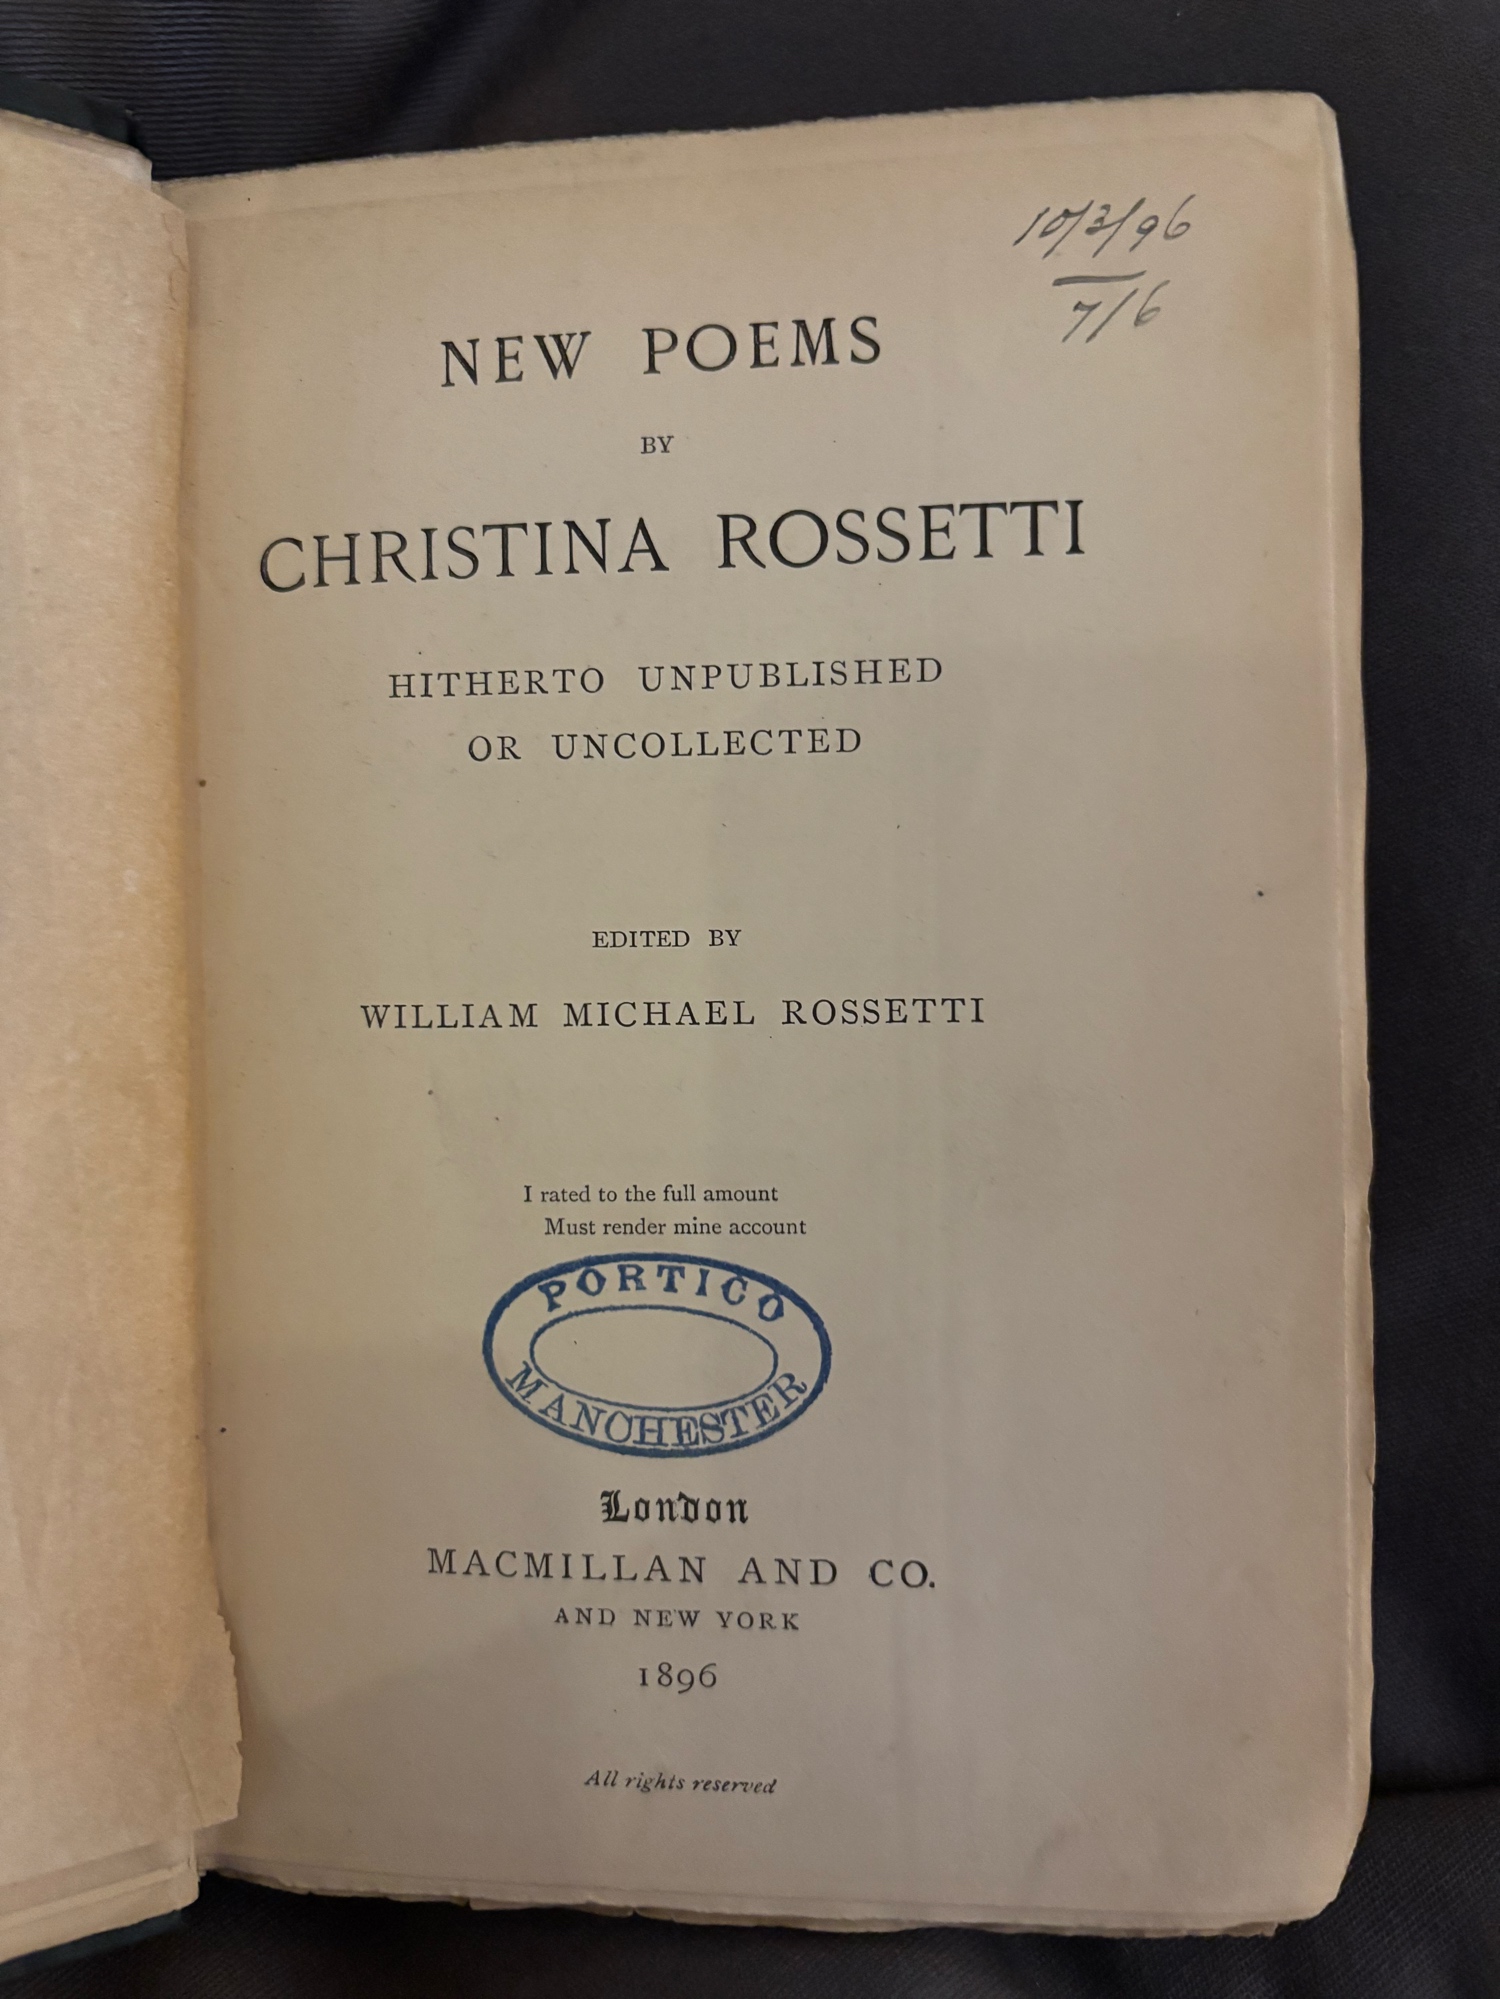 10/3/96
7/6
NEW POEMS
BY
CHRISTINA ROSSETTI
HITHERTO UNPUBLISHED
OR UNCOLLECTED
EDITED BY
WILLIAM MICHAEL ROSSETTI
I rated to the full amount
Must render mine account
PORTICO
MANCHESTER
London
MACMILLAN AND CO.
AND NEW YORK
1896
All rights reserved